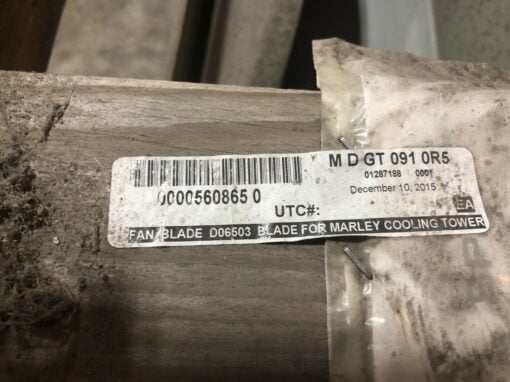 M D GT 091 0R5
01287188 0001
0000560865 0
December 10, 2015
UTC#:
EA
FAN BLADE D06503 BLADE FOR MARLEY COOLING TOWER